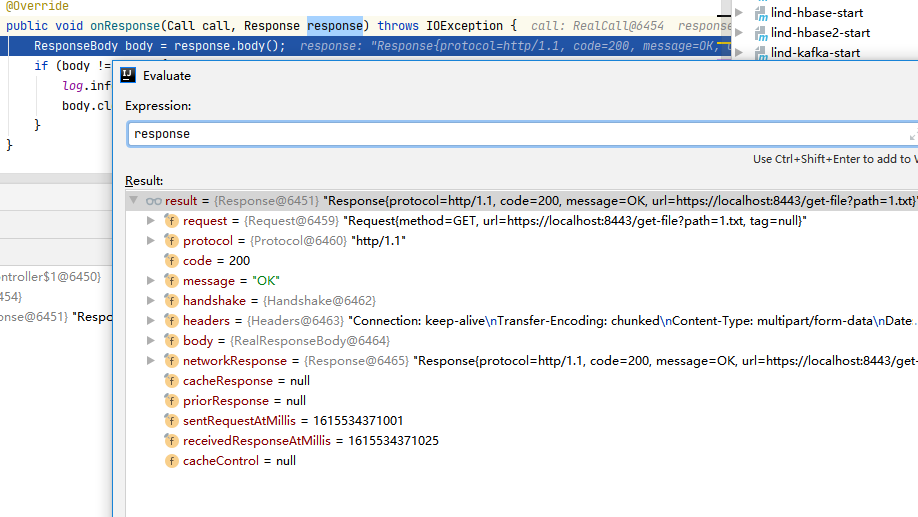 @Override
public void onResponse(Call call, Response response) throws IOException { call: RealCall@6454 respons
ResponseBody body = response.body(); response: "Response{protocol=http/1.1, code=200, message=OK,
if (body !=
log.inf
body.cl
}
}
lind-hbase-start
lind-hbase2-start
lind-kafka-start
Evaluate
Expression:
response
Use Ctrl+Shift+Enter to add to W
Result:
result = {Response@6451} "Response{protocol=http/1.1, code=200, message=OK, url=https://localhost:8443/get-file?path=1.txt}"
request = {Request@6459} "Request{method=GET, url=https://localhost:8443/get-file?path=1.txt, tag=null}"
protocol = {Protocol@6460} "http/1.1"
code = 200
message = "OK"
handshake = {Handshake@6462}
headers = {Headers@6463} "Connection: keep-alive\nTransfer-Encoding: chunked\nContent-Type: multipart/form-data\nDate...
body = {RealResponseBody@6464}
networkResponse = {Response@6465} "Response{protocol=http/1.1, code=200, message=OK, url=https://localhost:8443/get-
cacheResponse = null
priorResponse = null
sentRequestAtMillis = 1615534371001
receivedResponseAtMillis = 1615534371025
cacheControl = null
ntroller$1@6450}
454}
onse@6451} "Respo